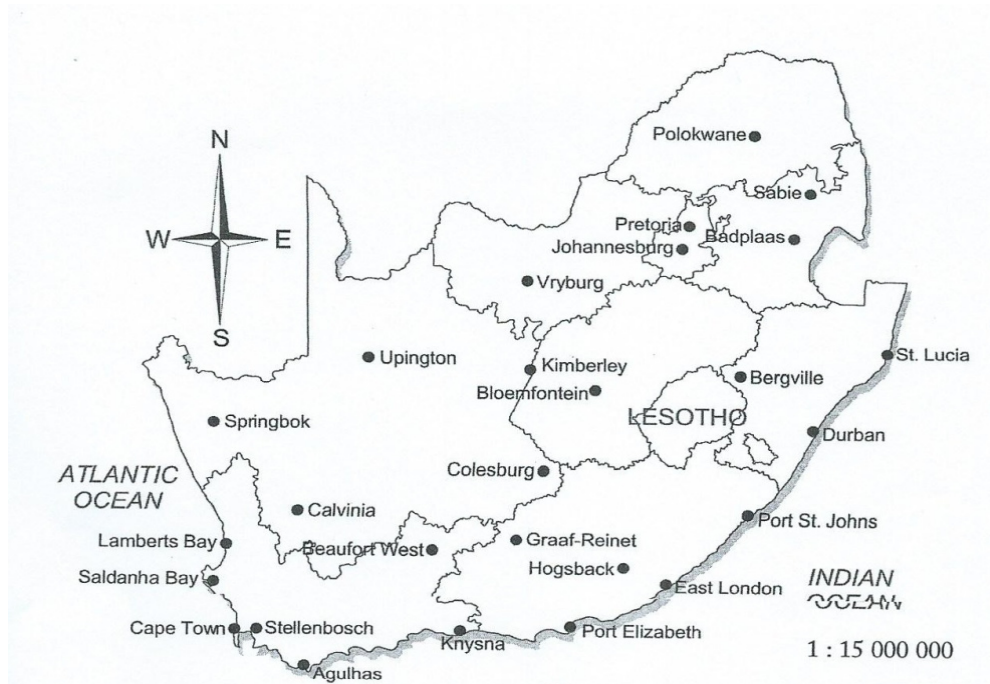 N
Polokwane
Sabie
Pretoria
W
E
Badplaas
Johannesburg
Vryburg
S
Upington
St. Lucia
Kimberley
Bergville
Bloemfontein
LESOTHO
Springbok
Durban
Colesburg
ATLANTIC
OCEAN
Calvinia
Port St. Johns
Lamberts Bay
Graaf-Reinet
Beaufort West
Hogsback
Saldanha Bay
INDIAN
OCEAN
East London
Cape Town
Stellenbosch
Port Elizabeth
Knysna
1 : 15 000 000
Agulhas